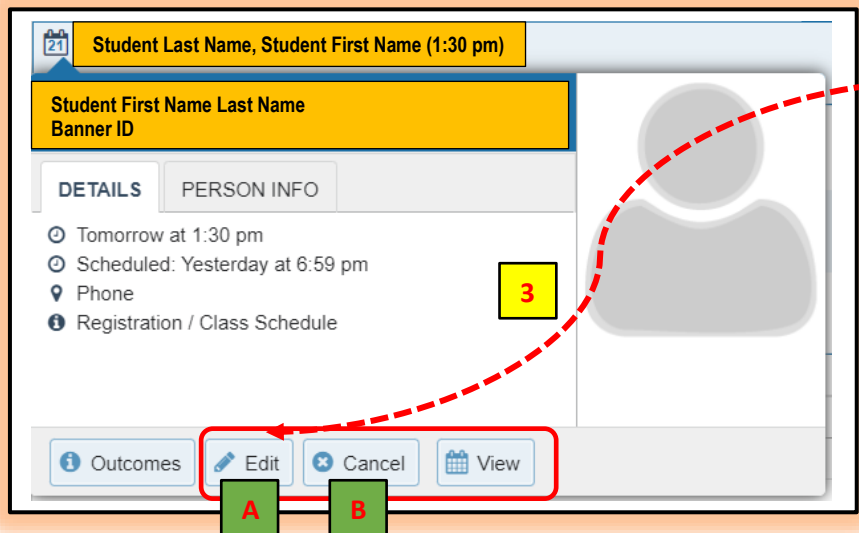 21 Student Last Name, Student First Name (1:30 pm)
Student First Name Last Name
Banner ID
DETAILS PERSON INFO
Tomorrow at 1:30 pm
Scheduled: Yesterday at 6:59 pm
Phone
Registration / Class Schedule
3
Outcomes Edit Cancel View
A B